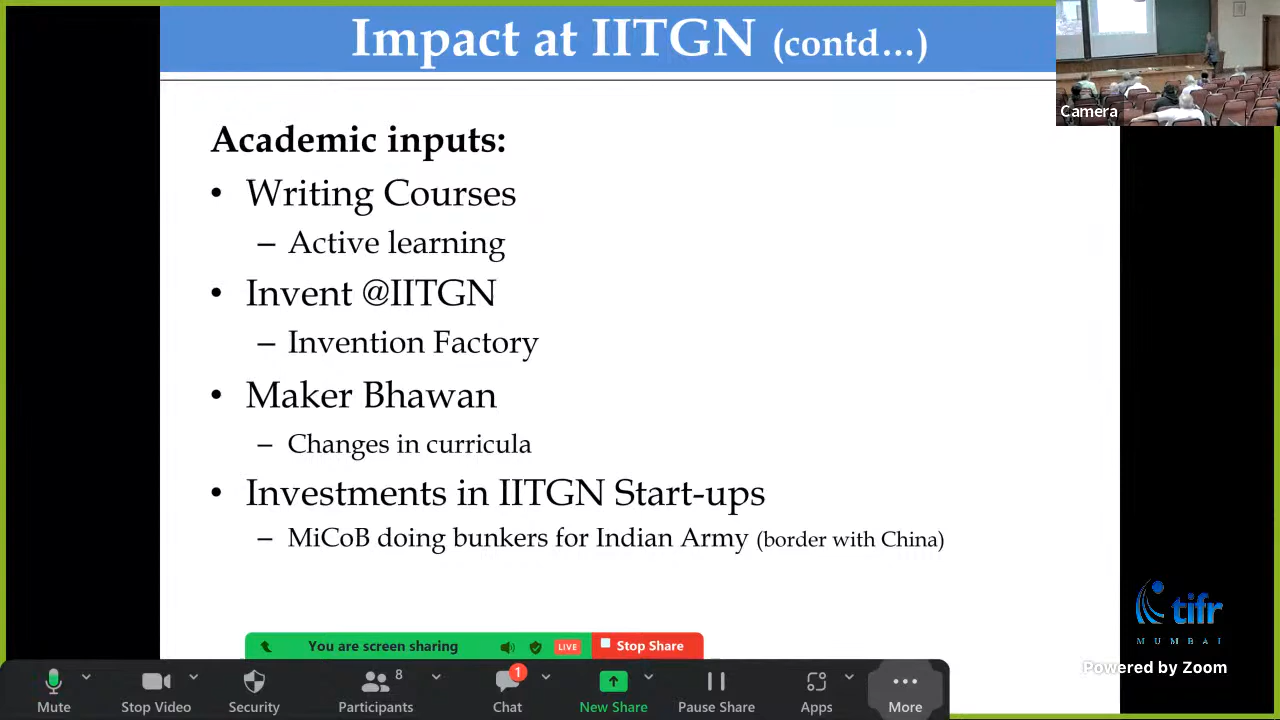 Impact at IITGN (contd…)
Camera
Academic inputs:
• Writing Courses
– Active learning
• Invent @IITGN
– Invention Factory
• Maker Bhawan
– Changes in curricula
• Investments in IITGN Start-ups
– MiCoB doing bunkers for Indian Army (border with China)
tifr
MUMBAI
Powered by Zoom
You are screen sharing
LIVE
Stop Share
8
1
Mute
Stop Video
Security
Participants
Chat
New Share
Pause Share
Apps
More